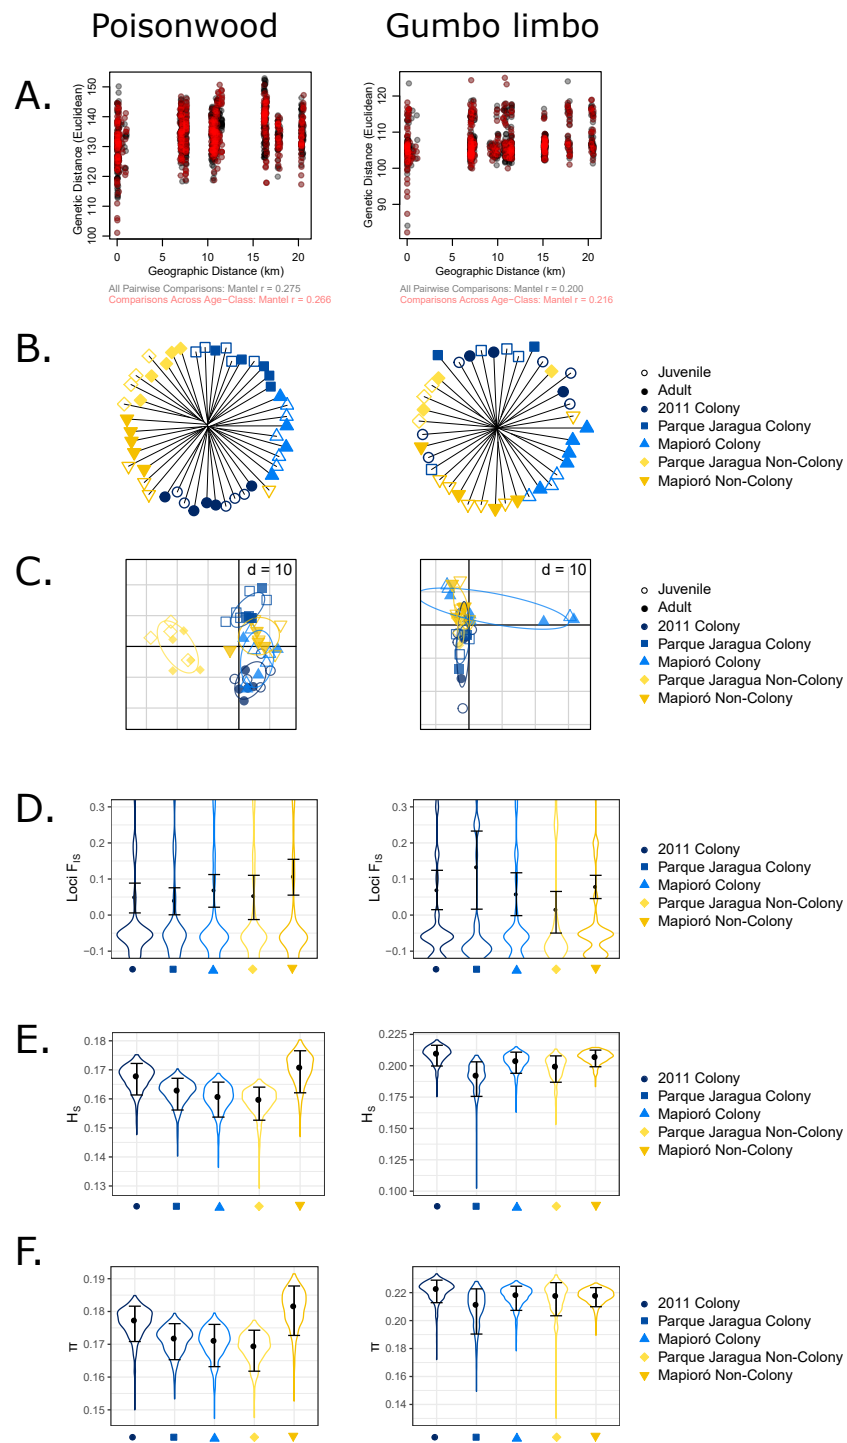 Poisonwood
Gumbo limbo
A.
Genetic Distance (Euclidean)
150
140
130
120
110
100
0
5
10
15
20
Geographic Distance (km)
All Pairwise Comparisons: Mantel r = 0.275
Comparisons Across Age−Class: Mantel r = 0.266
Genetic Distance (Euclidean)
120
110
100
90
0
5
10
15
20
Geographic Distance (km)
All Pairwise Comparisons: Mantel r = 0.200
Comparisons Across Age−Class: Mantel r = 0.216
B.
Juvenile
Adult
2011 Colony
Parque Jaragua Colony
Mapioró Colony
Parque Jaragua Non-Colony
Mapioró Non-Colony
C.
d = 10
d = 10
Juvenile
Adult
2011 Colony
Parque Jaragua Colony
Mapioró Colony
Parque Jaragua Non-Colony
Mapioró Non-Colony
D.
Loci FIS
0.3
0.2
0.1
0.0
−0.1
Loci FIS
0.3
0.2
0.1
0.0
−0.1
2011 Colony
Parque Jaragua Colony
Mapioró Colony
Parque Jaragua Non-Colony
Mapioró Non-Colony
E.
HS
0.18
0.17
0.16
0.15
0.14
0.13
HS
0.225
0.200
0.175
0.150
0.125
0.100
2011 Colony
Parque Jaragua Colony
Mapioró Colony
Parque Jaragua Non-Colony
Mapioró Non-Colony
F.
π
0.19
0.18
0.17
0.16
0.15
π
0.22
0.20
0.18
0.16
0.14
2011 Colony
Parque Jaragua Colony
Mapioró Colony
Parque Jaragua Non-Colony
Mapioró Non-Colony